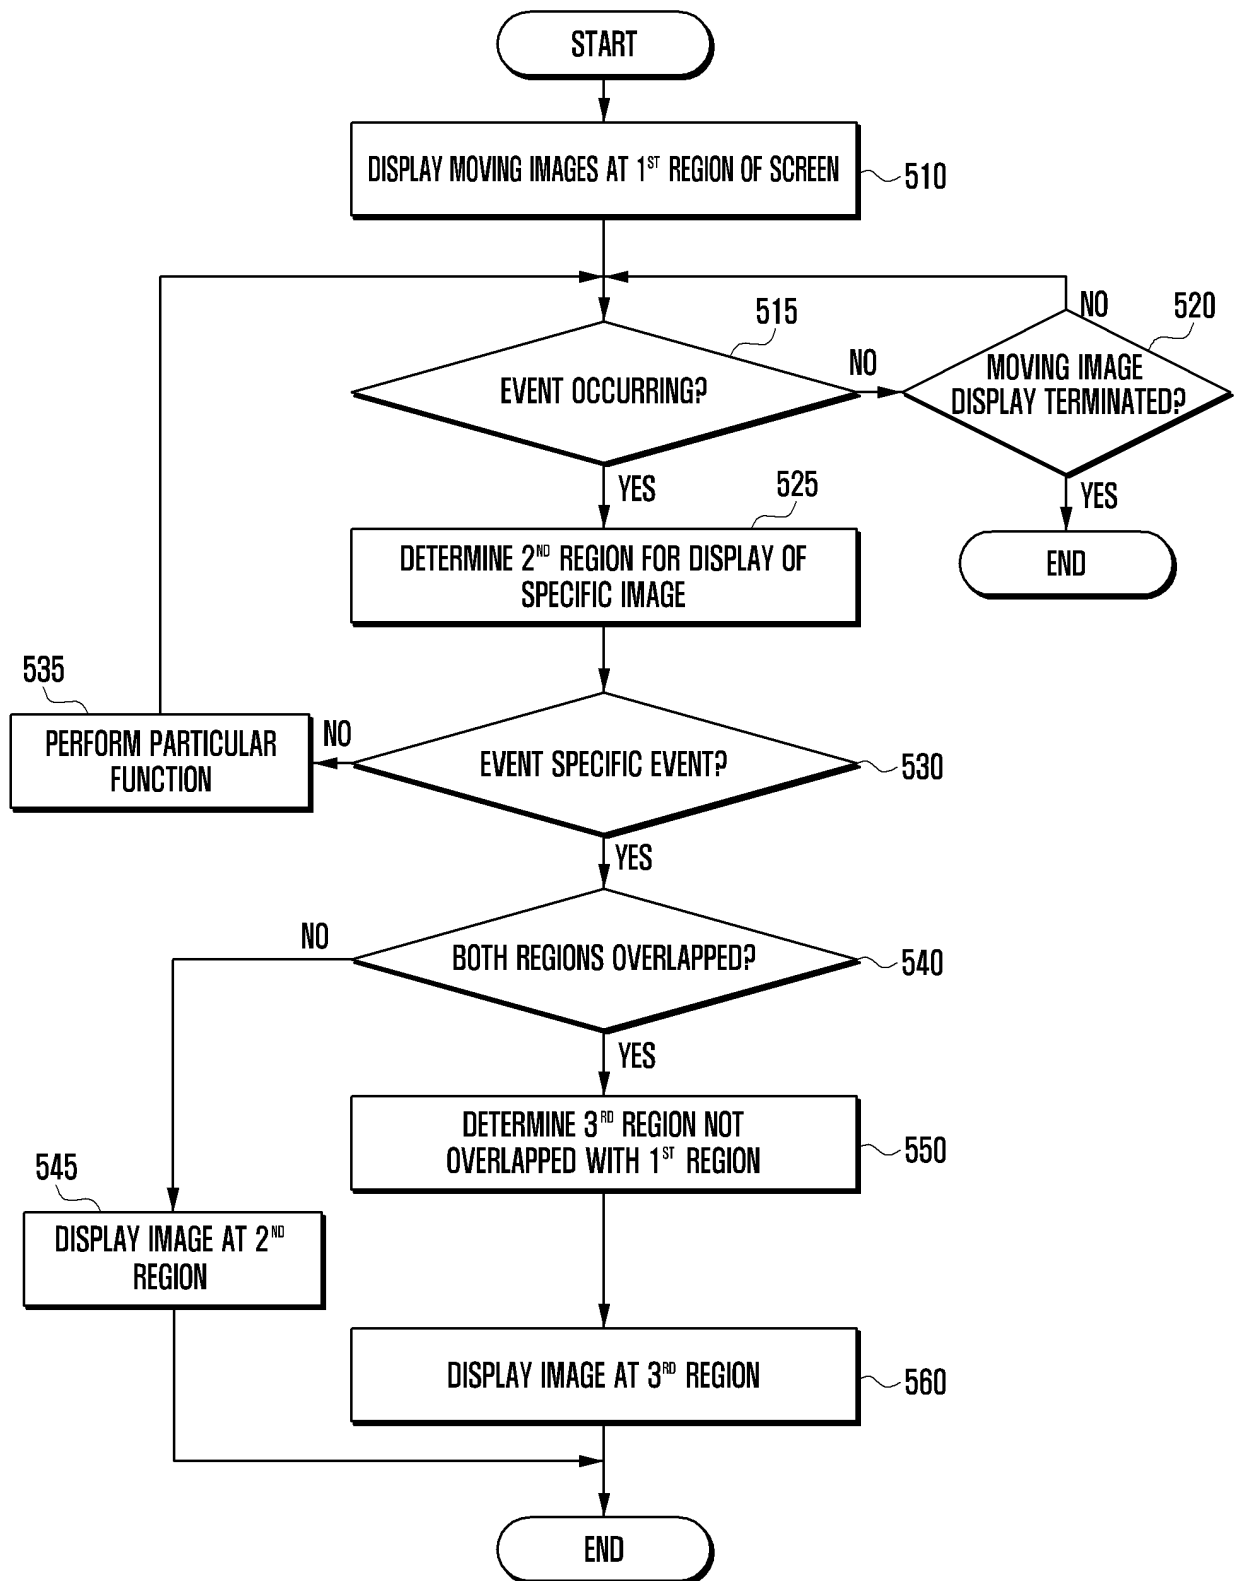 START
DISPLAY MOVING IMAGES AT 1ST REGION OF SCREEN
510
515
520
EVENT OCCURRING?
NO
NO
MOVING IMAGE
DISPLAY TERMINATED?
YES
YES
END
525
DETERMINE 2ND REGION FOR DISPLAY OF
SPECIFIC IMAGE
535
PERFORM PARTICULAR
FUNCTION
NO
EVENT SPECIFIC EVENT?
530
YES
NO
BOTH REGIONS OVERLAPPED?
540
YES
DETERMINE 3RD REGION NOT
OVERLAPPED WITH 1ST REGION
550
545
DISPLAY IMAGE AT 2ND
REGION
DISPLAY IMAGE AT 3RD REGION
560
END